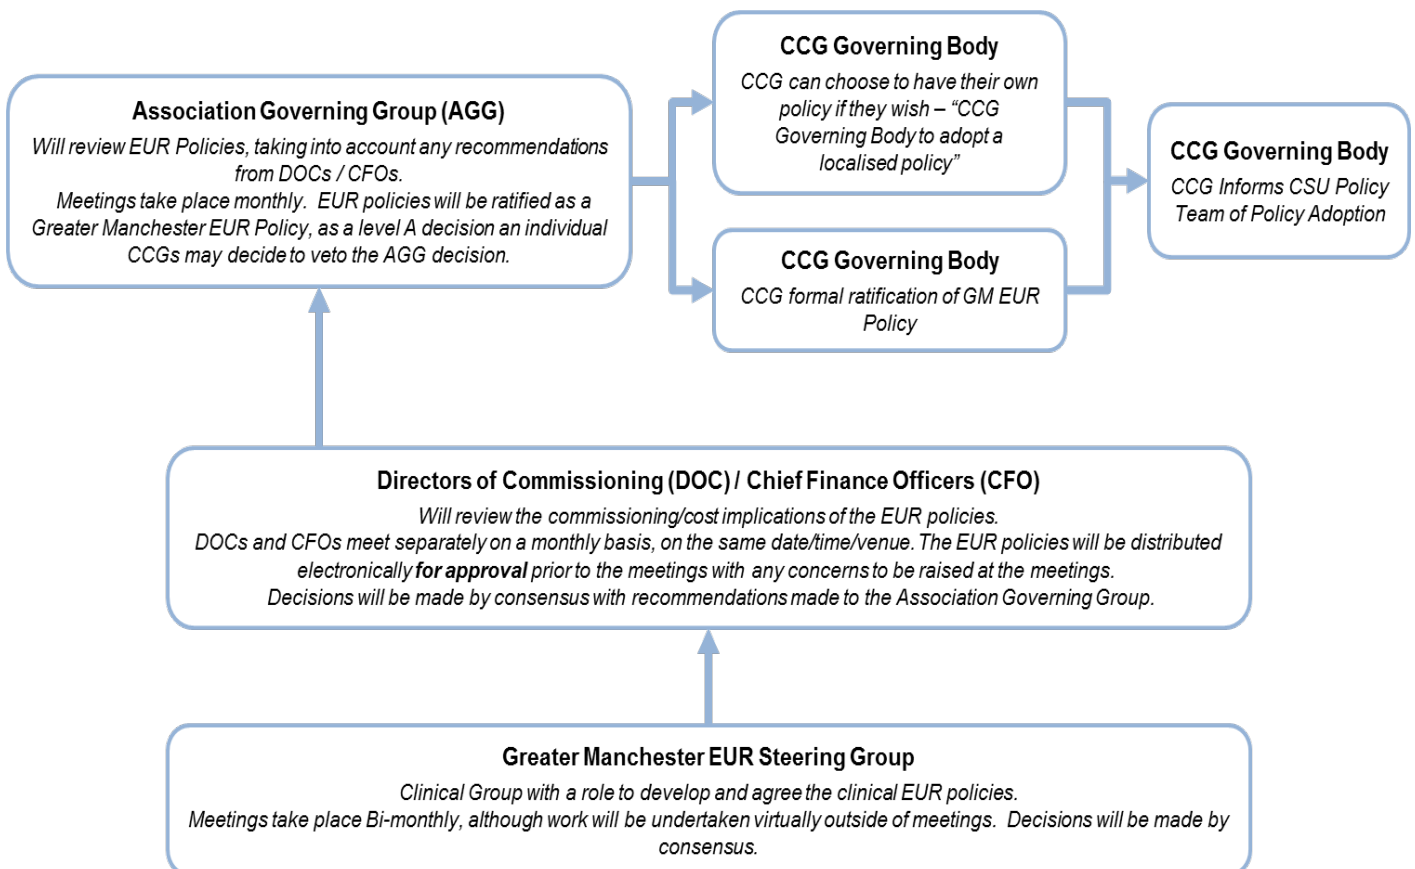 Association Governing Group (AGG)
Will review EUR Policies, taking into account any recommendations
from DOCs / CFOs.
Meetings take place monthly.  EUR policies will be ratified as a
Greater Manchester EUR Policy, as a level A decision an individual
CCGs may decide to veto the AGG decision.
CCG Governing Body
CCG can choose to have their own
policy if they wish – “CCG
Governing Body to adopt a
localised policy”
CCG Governing Body
CCG formal ratification of GM EUR
Policy
CCG Governing Body
CCG Informs CSU Policy
Team of Policy Adoption
Directors of Commissioning (DOC) / Chief Finance Officers (CFO)
Will review the commissioning/cost implications of the EUR policies.
DOCs and CFOs meet separately on a monthly basis, on the same date/time/venue. The EUR policies will be distributed
electronically for approval prior to the meetings with any concerns to be raised at the meetings.
Decisions will be made by consensus with recommendations made to the Association Governing Group.
Greater Manchester EUR Steering Group
Clinical Group with a role to develop and agree the clinical EUR policies.
Meetings take place Bi-monthly, although work will be undertaken virtually outside of meetings.  Decisions will be made by
consensus.